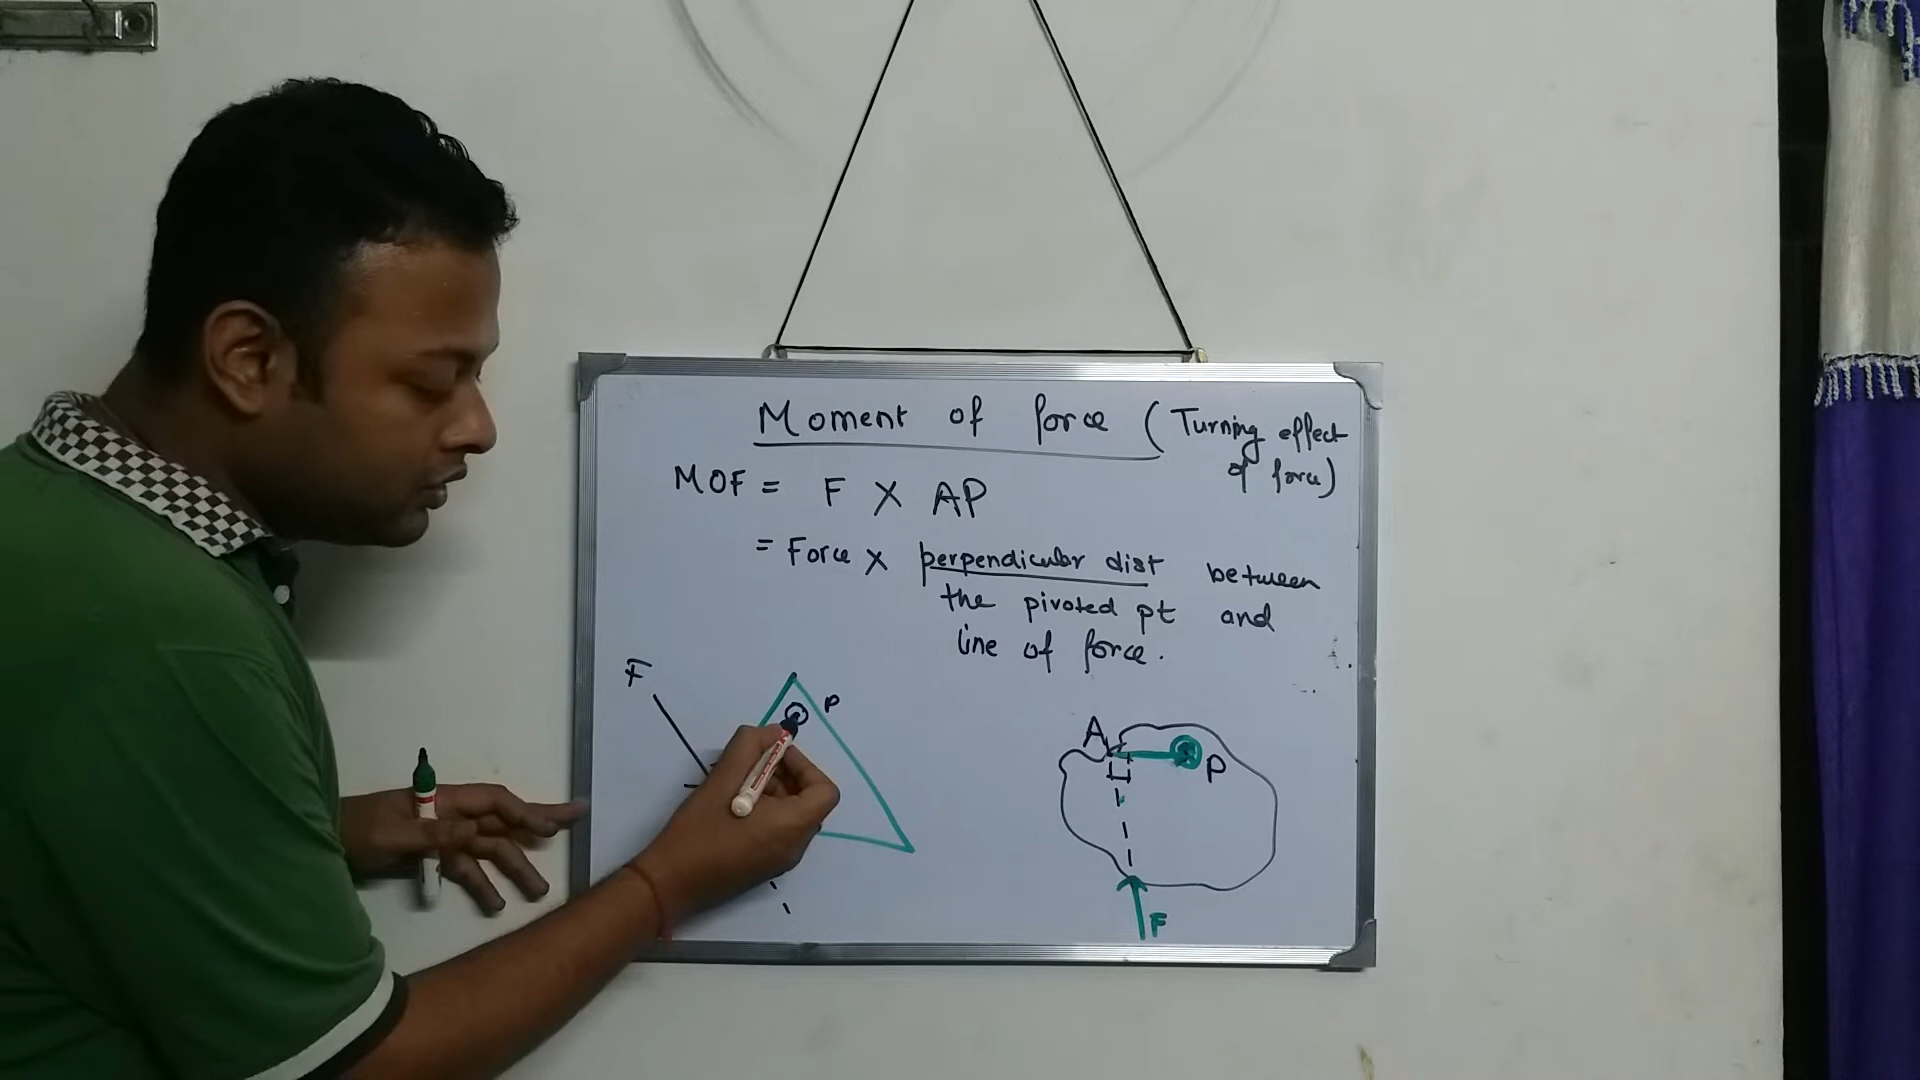 Moment of force (Turning effect
of force)
MOF = F X AP
= Force X perpendicular dist between
the pivoted pt and
line of force.
F
P
A
P
F